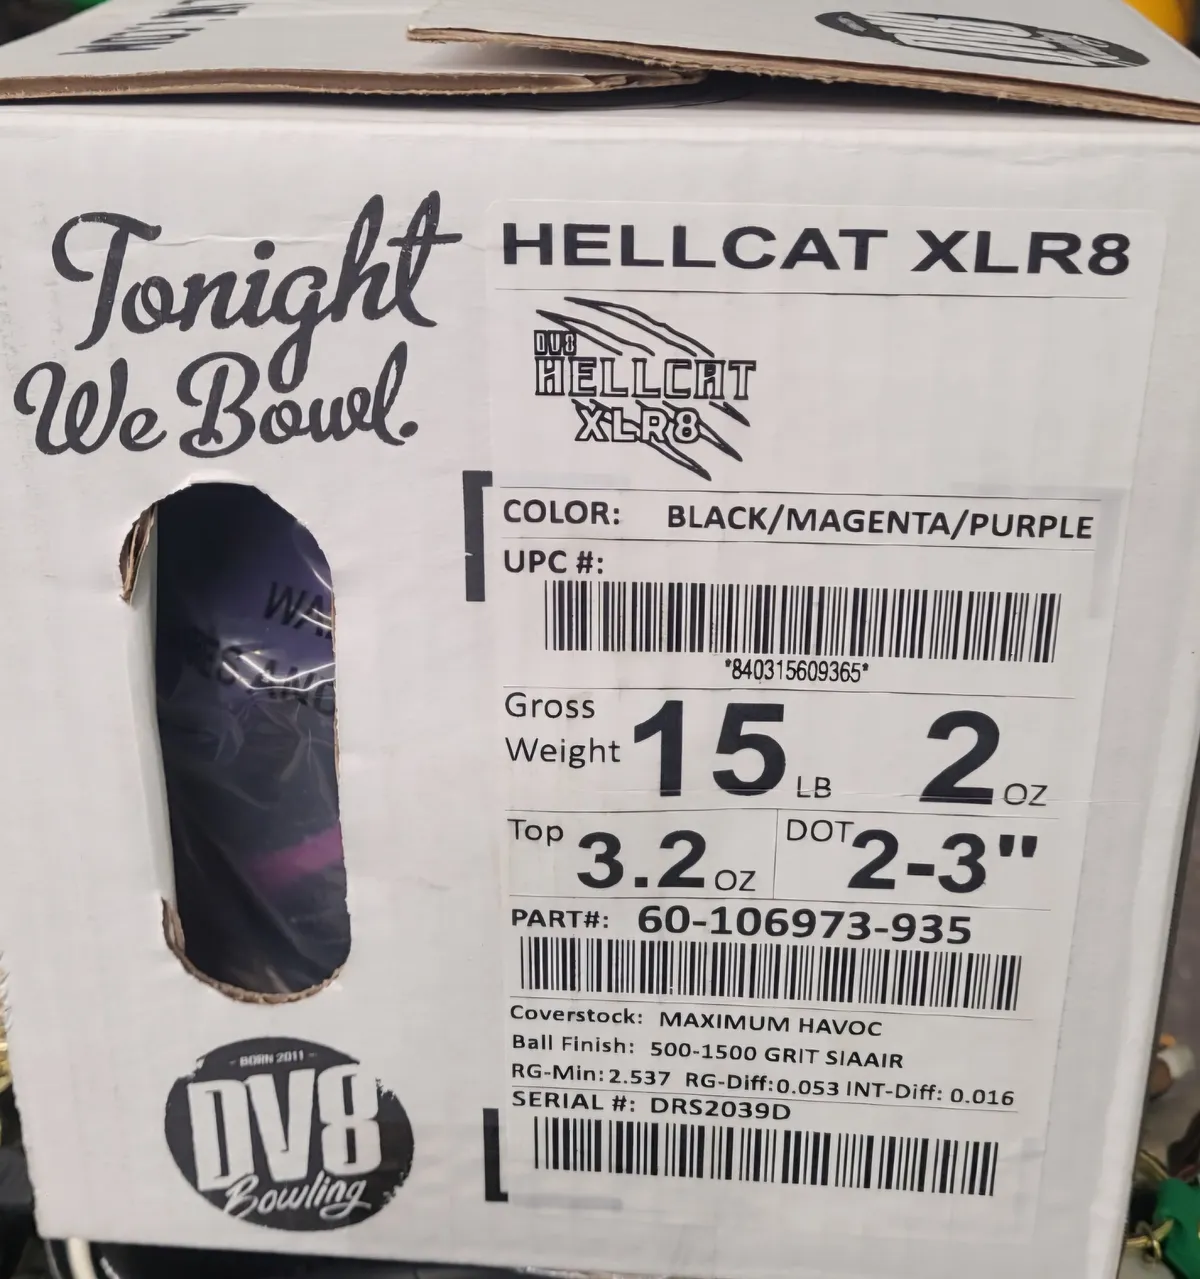 Tonight
We Bowl.
HELLCAT XLR8
DV8
HELLCAT
XLR8
COLOR: BLACK/MAGENTA/PURPLE
UPC #:
*840315609365*
Gross
Weight 15 LB 2 OZ
Top 3.2 OZ DOT 2-3"
PART#: 60-106973-935
Coverstock: MAXIMUM HAVOC
Ball Finish: 500-1500 GRIT SIAAIR
RG-Min: 2.537 RG-Diff: 0.053 INT-Diff: 0.016
SERIAL #: DRS2039D
- BORN 2011 -
DV8
Bowling